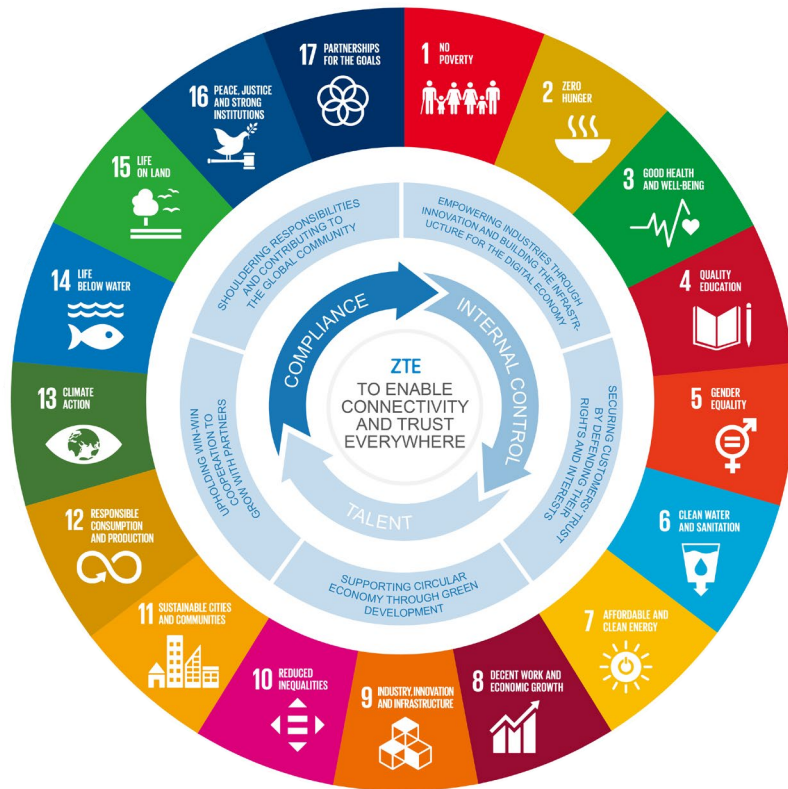 1 NO
POVERTY
2 ZERO
HUNGER
3 GOOD HEALTH
AND WELL-BEING
4 QUALITY
EDUCATION
5 GENDER
EQUALITY
6 CLEAN WATER
AND SANITATION
7 AFFORDABLE AND
CLEAN ENERGY
8 DECENT WORK AND
ECONOMIC GROWTH
9 INDUSTRY, INNOVATION
AND INFRASTRUCTURE
10 REDUCED
INEQUALITIES
11 SUSTAINABLE CITIES
AND COMMUNITIES
12 RESPONSIBLE
CONSUMPTION
AND PRODUCTION
13 CLIMATE
ACTION
14 LIFE
BELOW WATER
15 LIFE
ON LAND
16 PEACE, JUSTICE
AND STRONG
INSTITUTIONS
17 PARTNERSHIPS
FOR THE GOALS
SHOULDERING RESPONSIBILITIES
AND CONTRIBUTING TO
THE GLOBAL COMMUNITY
EMPOWERING INDUSTRIES THROUGH
INNOVATION AND BUILDING THE INFRASTR-
UCTURE FOR THE DIGITAL ECONOMY
SECURING CUSTOMERS' TRUST
BY DEFENDING THEIR
RIGHTS AND INTERESTS
SUPPORTING CIRCULAR
ECONOMY THROUGH GREEN
DEVELOPMENT
UPHOLDING WIN-WIN
COOPERATION TO
GROW WITH PARTNERS
COMPLIANCE
INTERNAL CONTROL
TALENT
ZTE
TO ENABLE
CONNECTIVITY
AND TRUST
EVERYWHERE